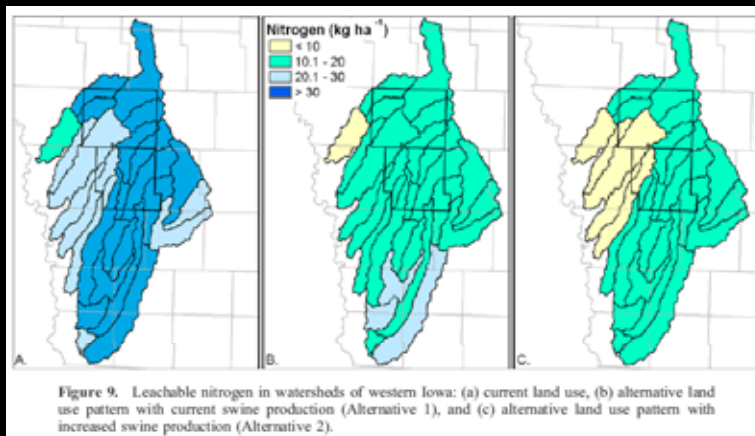 Nitrogen (kg ha⁻¹)
< 10
10.1 - 20
20.1 - 30
> 30
A.
B.
C.
Figure 9. Leachable nitrogen in watersheds of western Iowa: (a) current land use, (b) alternative land
use pattern with current swine production (Alternative 1), and (c) alternative land use pattern with
increased swine production (Alternative 2).